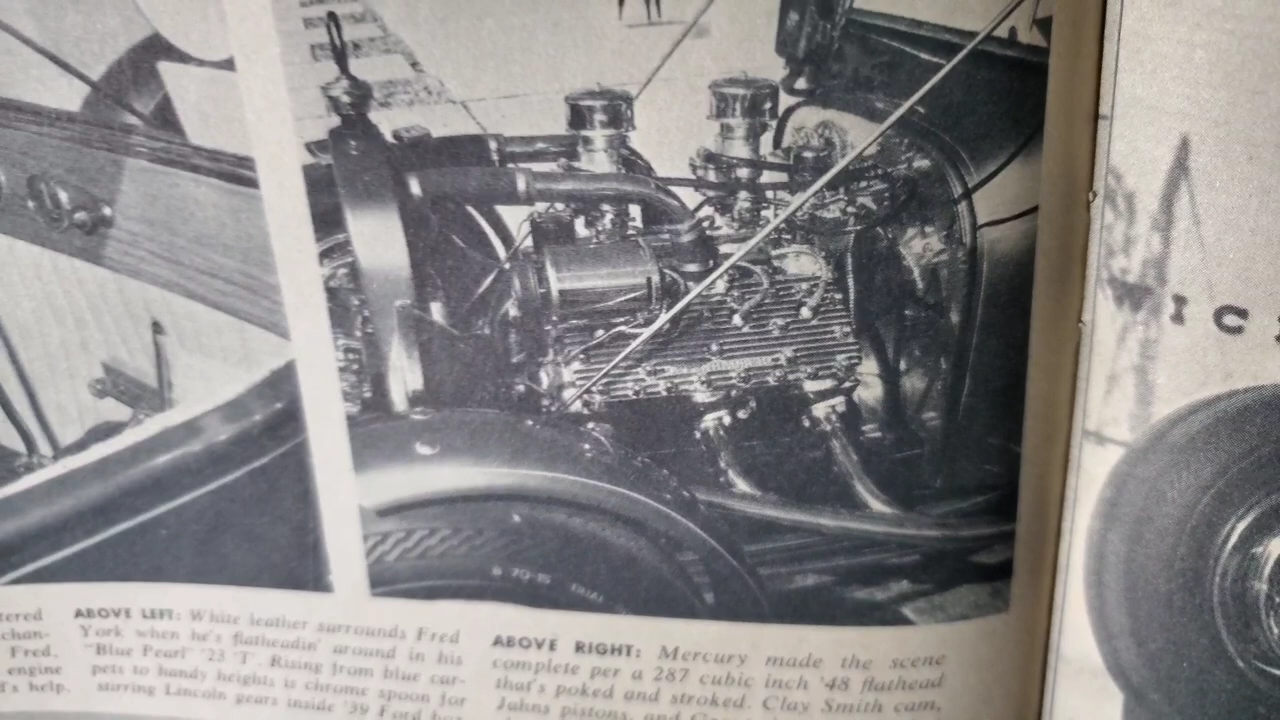 6 70-15
tered
chan-
Fred,
engine
d's help.
ABOVE LEFT: White leather surrounds Fred
York when he's flatheadin' around in his
"Blue Pearl" '23 'T'. Rising from blue car-
pets to handy heights is chrome spoon for
stirring Lincoln gears inside '39 Ford box
ABOVE RIGHT: Mercury made the scene
complete per a 287 cubic inch '48 flathead
that's poked and stroked. Clay Smith cam,
Jahns pistons, and
I C